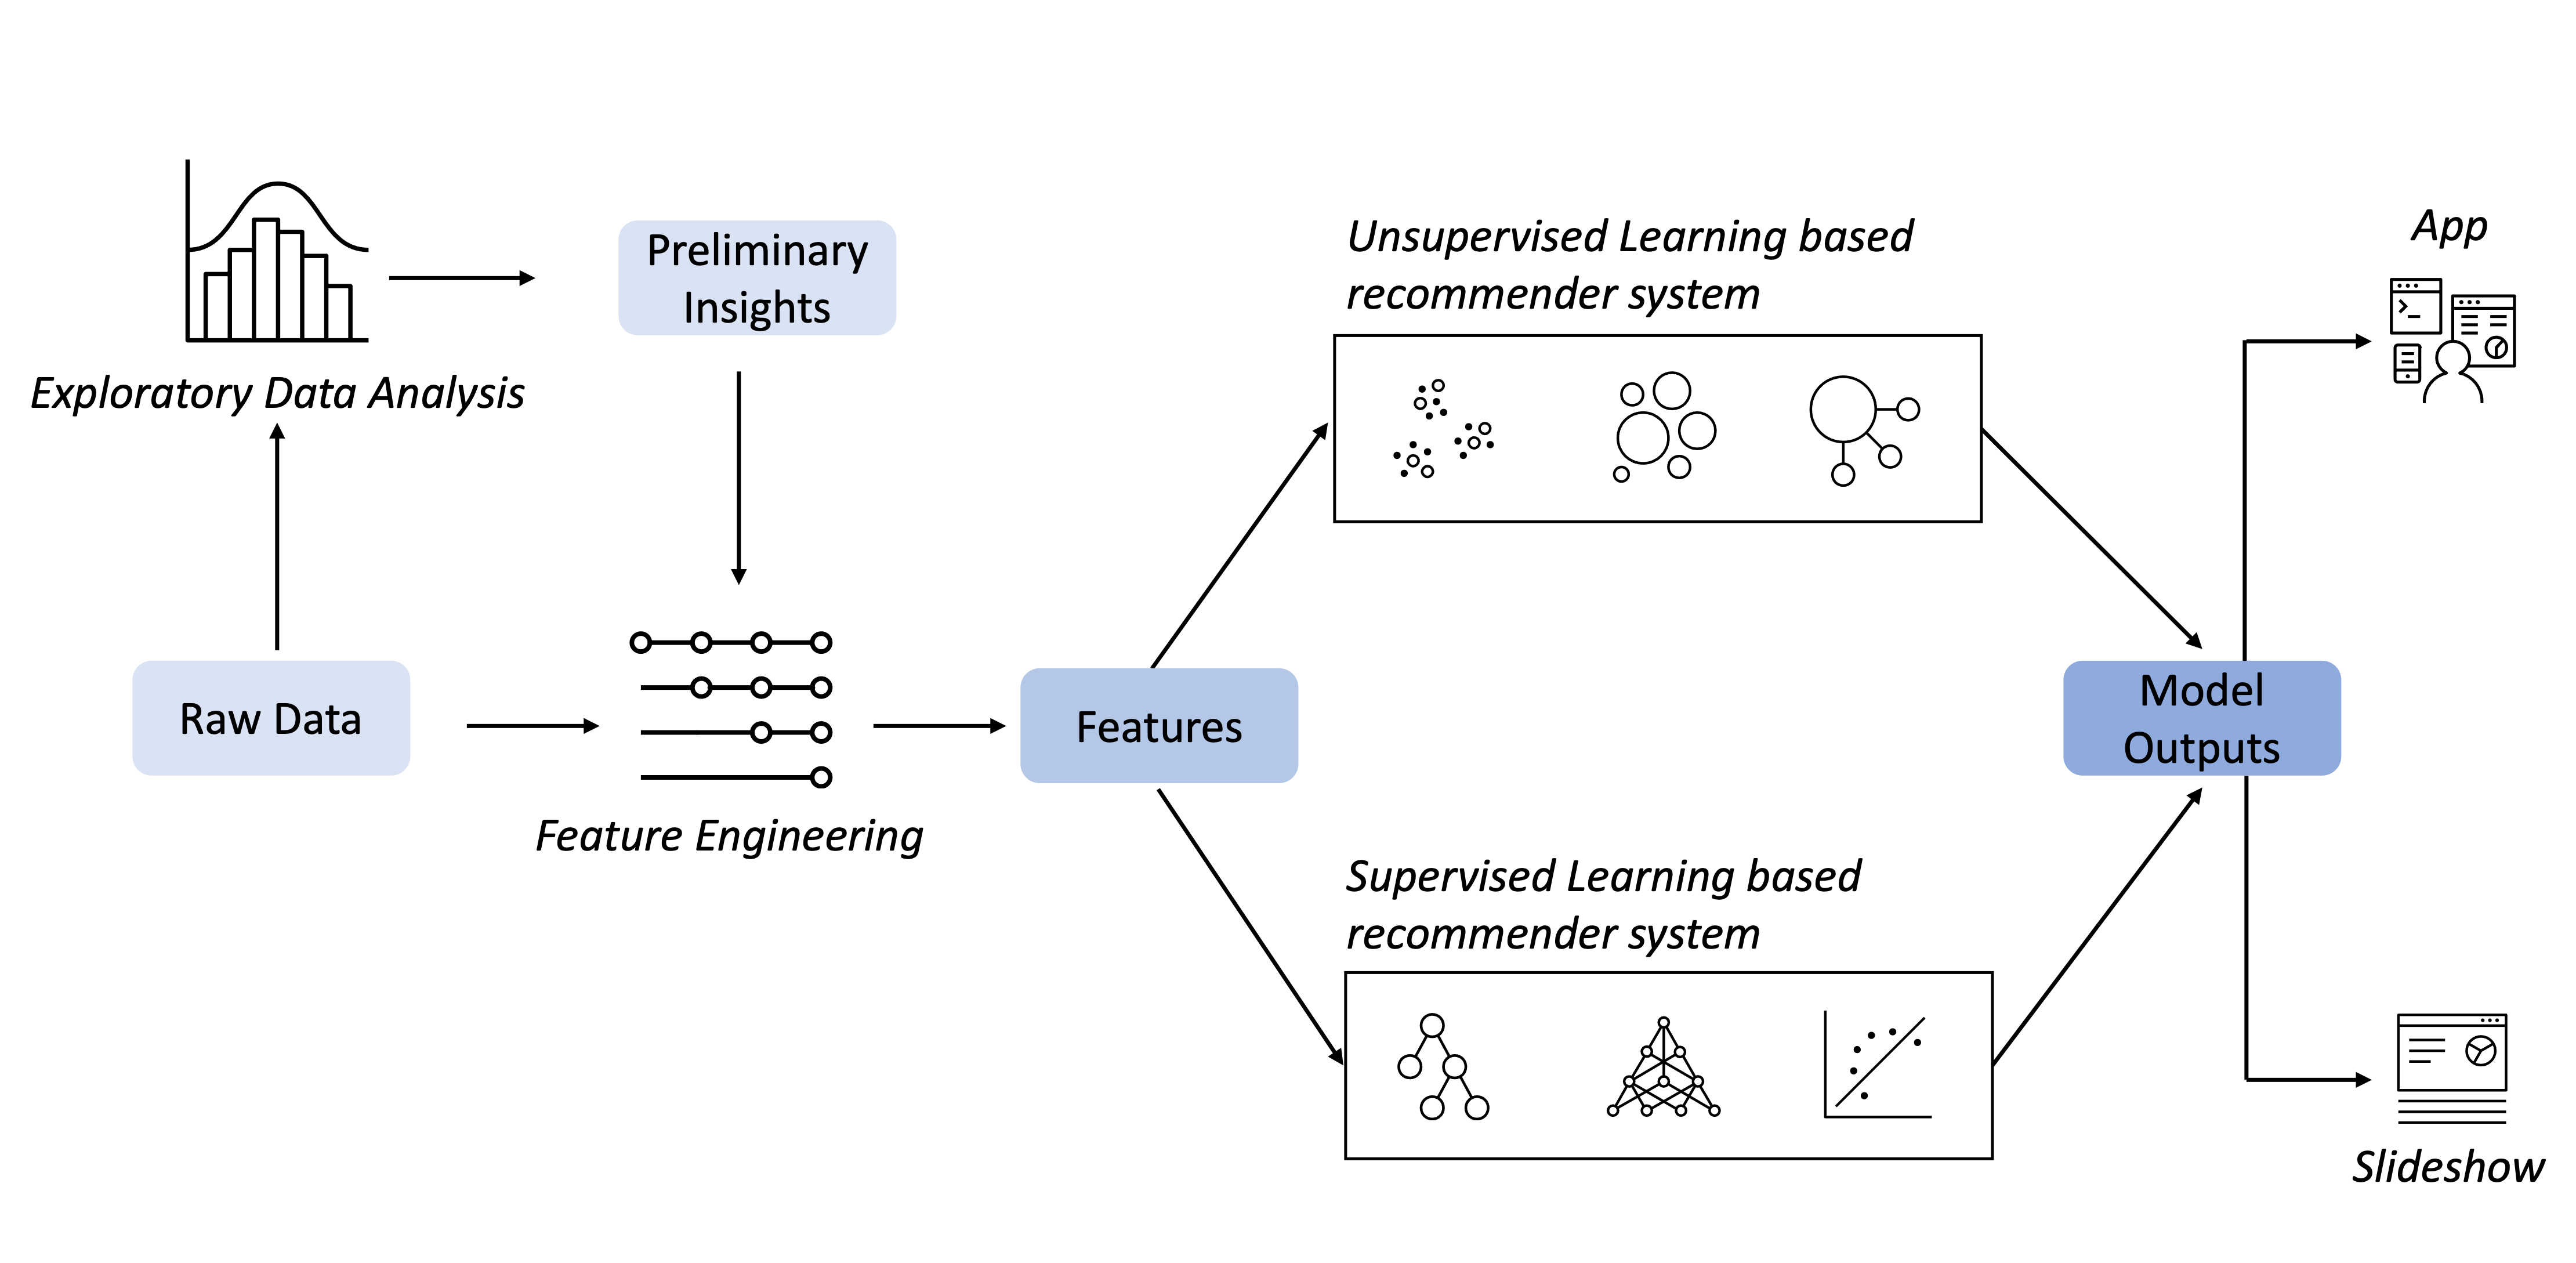 Exploratory Data Analysis
Preliminary
Insights
Raw Data
Feature Engineering
Features
Unsupervised Learning based
recommender system
Supervised Learning based
recommender system
Model
Outputs
App
Slideshow